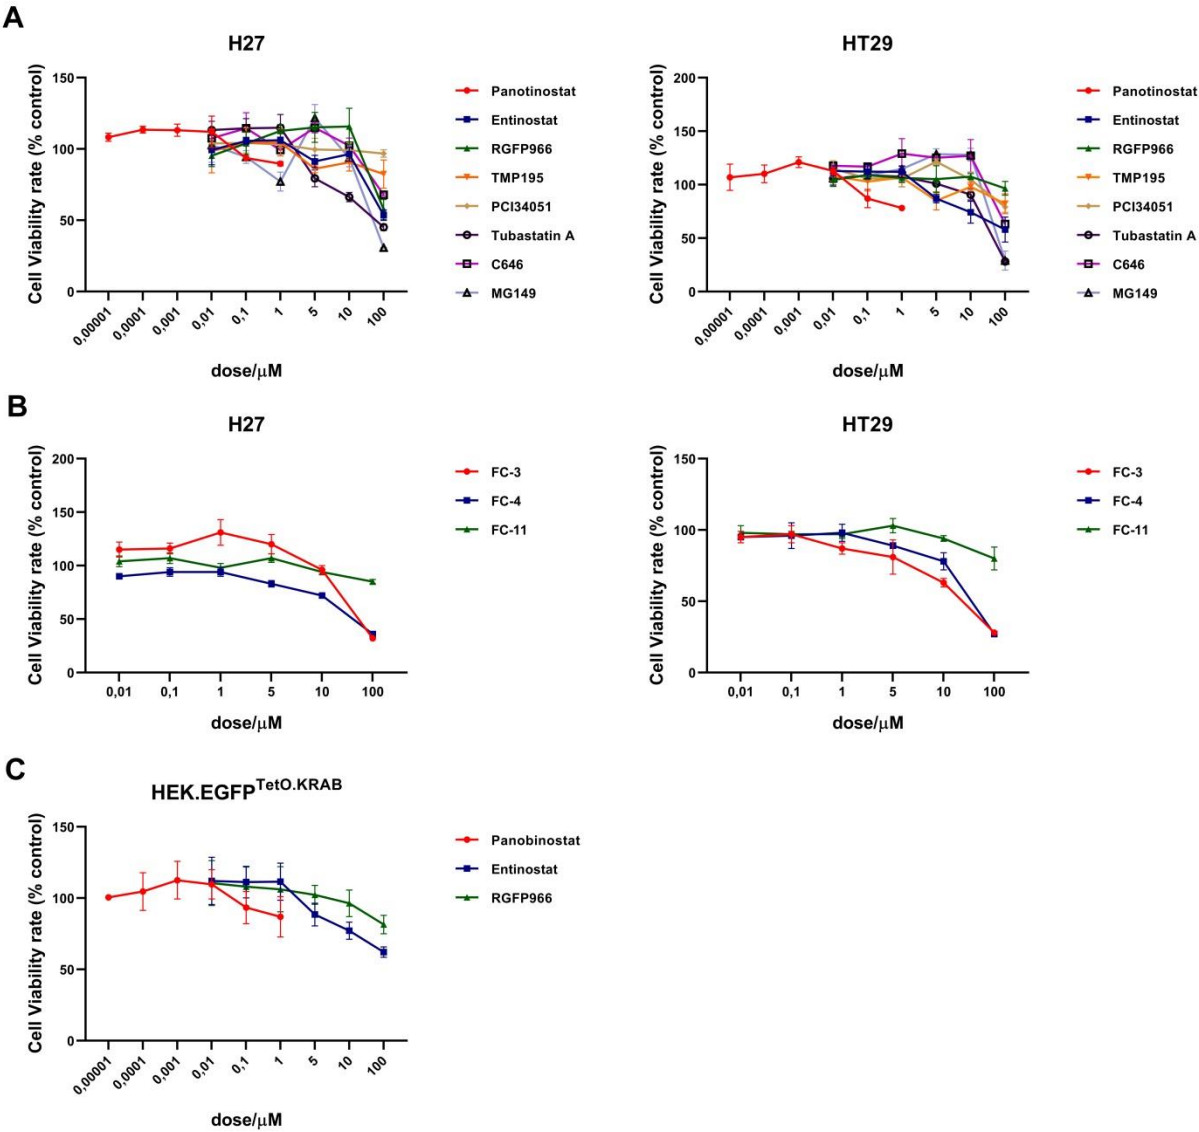 A
H27
HT29
Cell Viability rate (% control)
150
100
50
0
0,00001
0,0001
0,001
0,01
0,1
1
5
10
100
dose/μM
Panotinostat
Entinostat
RGFP966
TMP195
PCI34051
Tubastatin A
C646
MG149
Cell Viability rate (% control)
200
150
100
50
0
0,00001
0,0001
0,001
0,01
0,1
1
5
10
100
dose/μM
Panotinostat
Entinostat
RGFP966
TMP195
PCI34051
Tubastatin A
C646
MG149
B
H27
HT29
Cell Viability rate (% control)
200
150
100
50
0
0,01
0,1
1
5
10
100
dose/μM
FC-3
FC-4
FC-11
Cell Viability rate (% control)
150
100
50
0
0,01
0,1
1
5
10
100
dose/μM
FC-3
FC-4
FC-11
C
HEK.EGFPTetO.KRAB
Cell Viability rate (% control)
150
100
50
0
0,00001
0,0001
0,001
0,01
0,1
1
5
10
100
dose/μM
Panobinostat
Entinostat
RGFP966